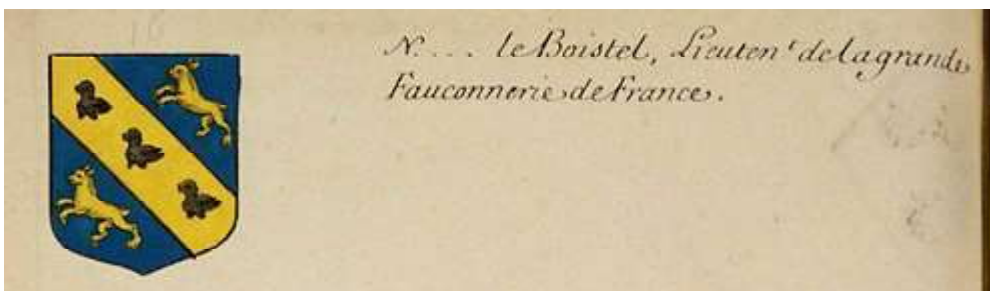 N.... le Boistel, Lieuten.t de la grande
Fauconnerie de France.